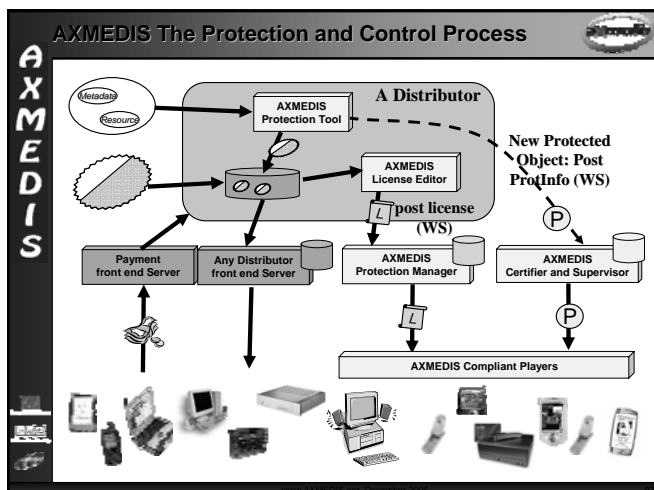 AXMEDIS The Protection and Control Process
AXMEDIS
Metadata
Resource
A Distributor
AXMEDIS
Protection Tool
New Protected
Object: Post
ProtInfo (WS)
AXMEDIS
License Editor
L
post license
(WS)
P
Payment
front end Server
Any Distributor
front end Server
AXMEDIS
Protection Manager
AXMEDIS
Certifier and Supervisor
L
P
AXMEDIS Compliant Players